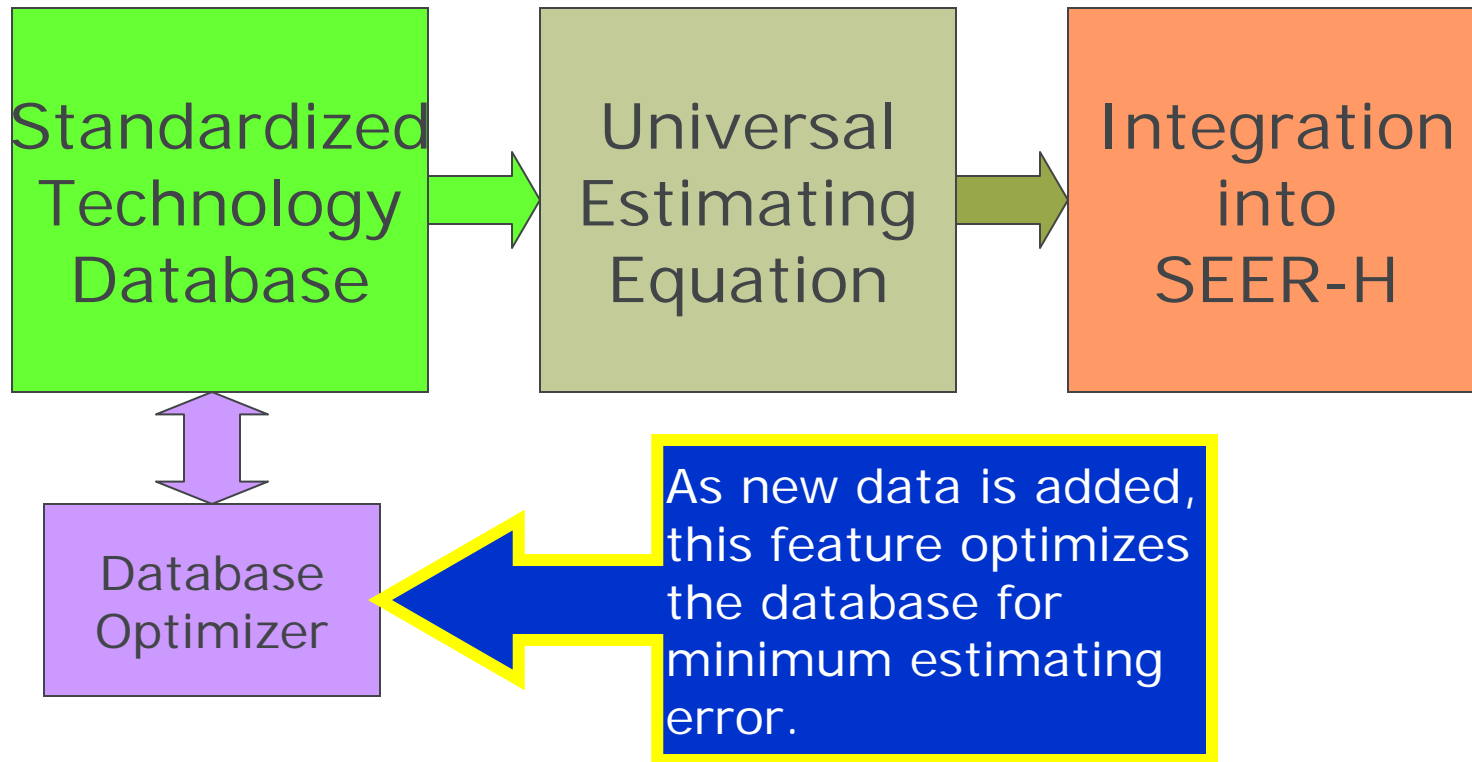 Standardized
Technology
Database
Universal
Estimating
Equation
Integration
into
SEER-H
Database
Optimizer
As new data is added,
this feature optimizes
the database for
minimum estimating
error.